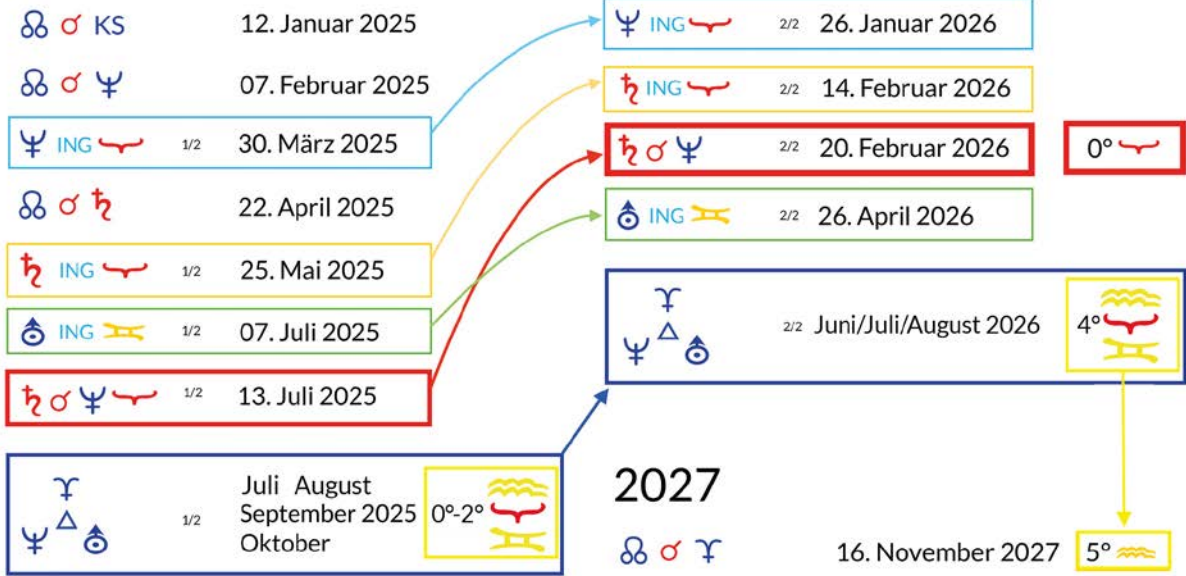 ☊ ☌ KS 12. Januar 2025
☊ ☌ ♆ 07. Februar 2025
♆ ING ♈ 1/2 30. März 2025
☊ ☌ ♄ 22. April 2025
♄ ING ♈ 1/2 25. Mai 2025
⛢ ING ♊ 1/2 07. Juli 2025
♄ ☌ ♆ ♈ 1/2 13. Juli 2025
1/2 Juli August
September 2025
Oktober
0°-2°
♆ ING ♈ 2/2 26. Januar 2026
♄ ING ♈ 2/2 14. Februar 2026
♄ ☌ ♆ 2/2 20. Februar 2026 0° ♈
⛢ ING ♊ 2/2 26. April 2026
2/2 Juni/Juli/August 2026 4°
2027
16. November 2027 5° ♒